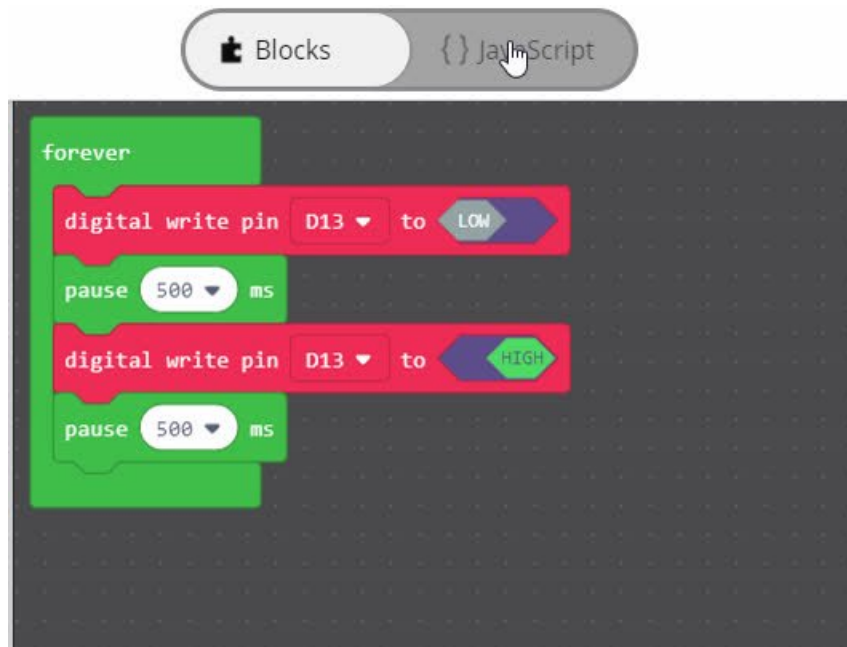 Blocks {} JavaScript
forever
digital write pin D13 to LOW
pause 500 ms
digital write pin D13 to HIGH
pause 500 ms